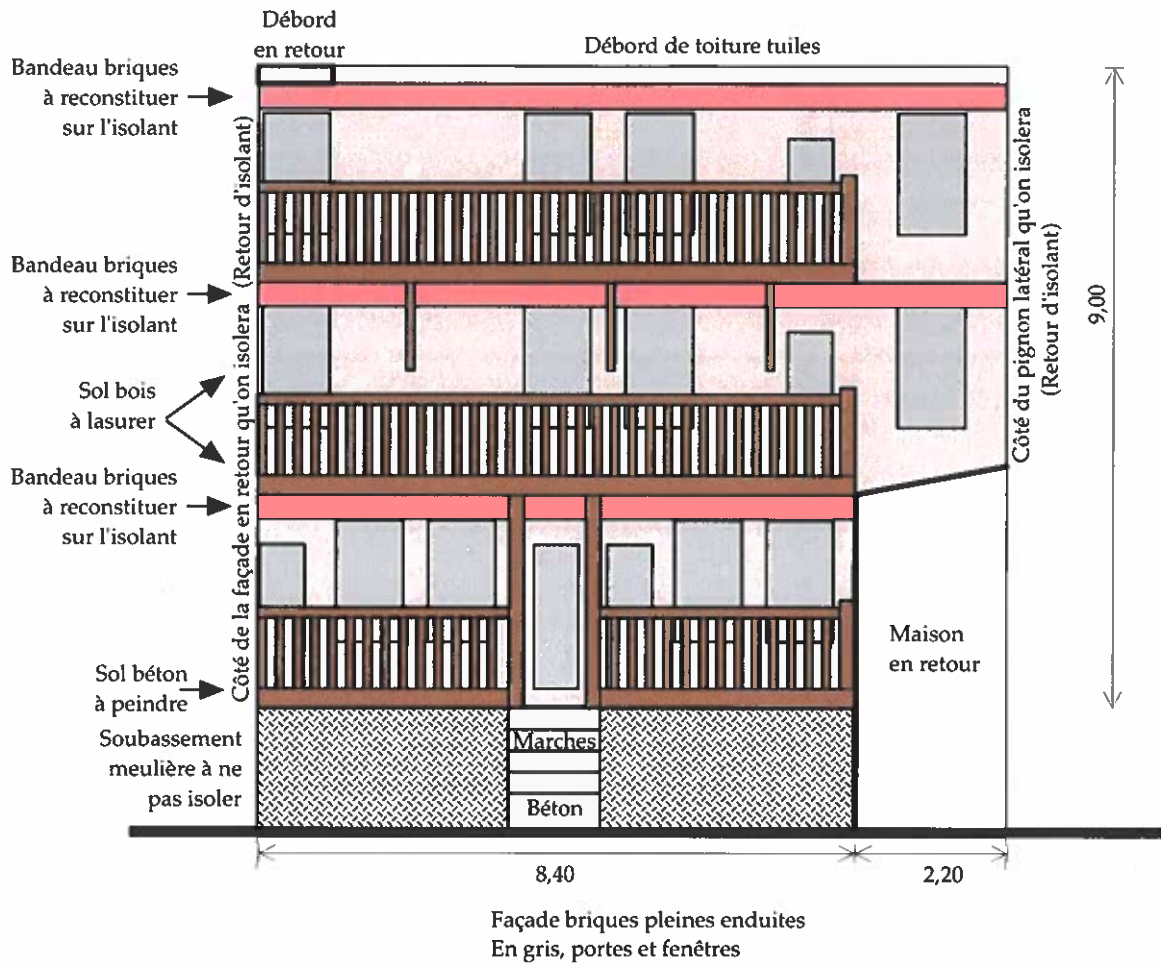 Débord
en retour
Débord de toiture tuiles
Bandeau briques
à reconstituer
sur l'isolant
Côté de la façade en retour qu'on isolera (Retour d'isolant)
Côté du pignon latéral qu'on isolera
(Retour d'isolant)
9,00
Bandeau briques
à reconstituer
sur l'isolant
Sol bois
à lasurer
Bandeau briques
à reconstituer
sur l'isolant
Maison
en retour
Sol béton
à peindre
Soubassement
meulière à ne
pas isoler
Marches
Béton
8,40
2,20
Façade briques pleines enduites
En gris, portes et fenêtres